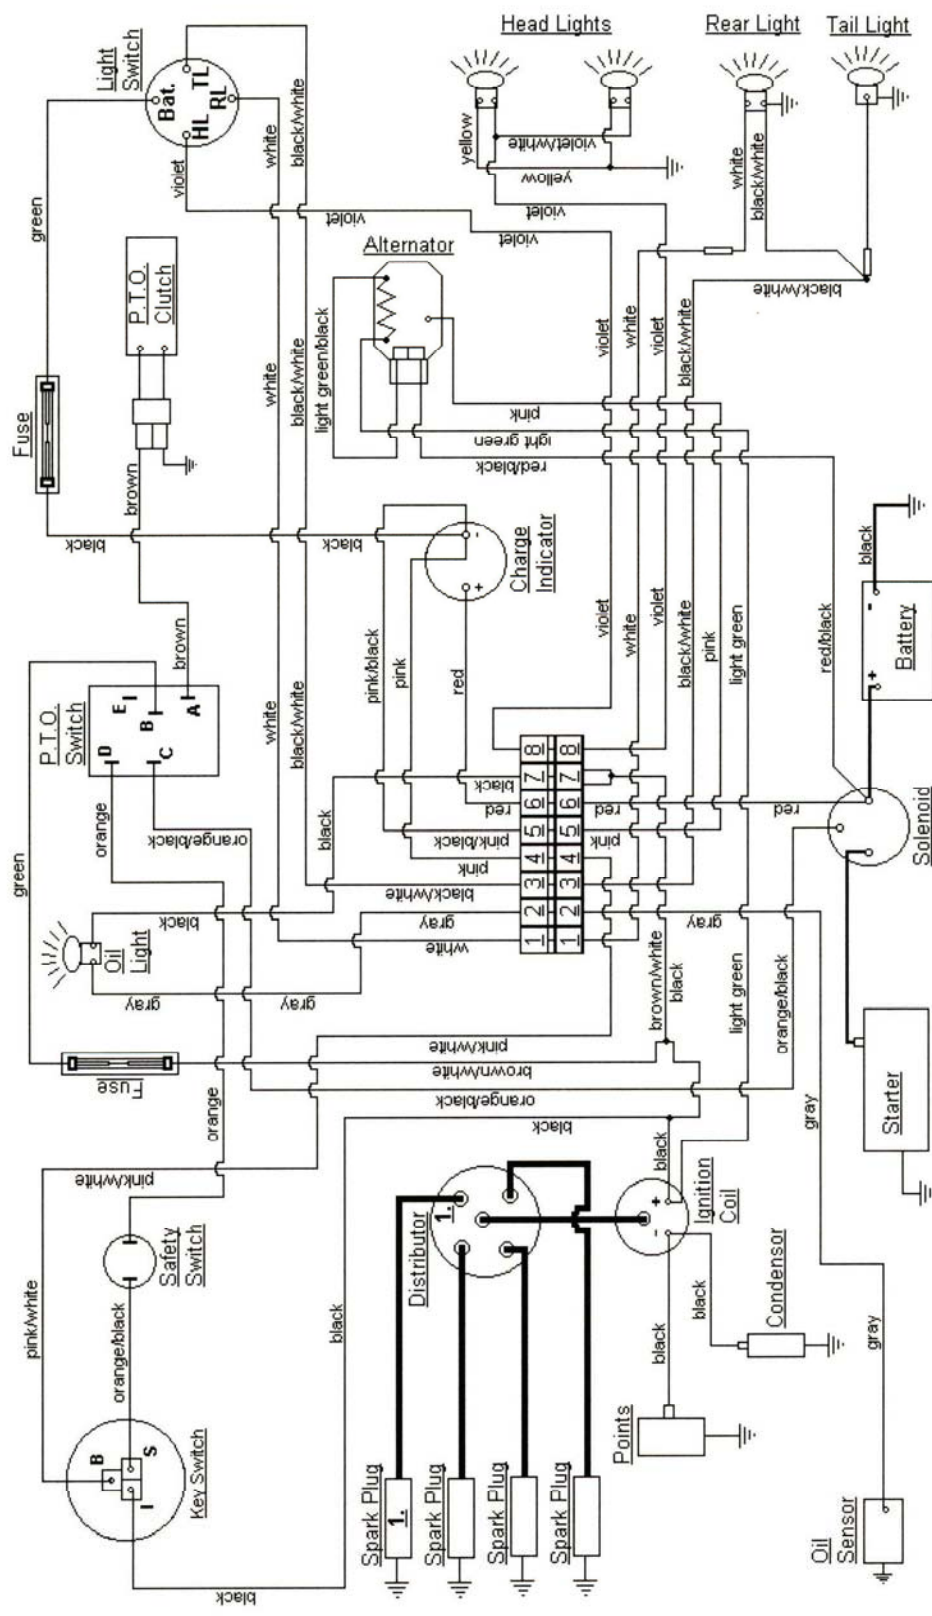 Head Lights
Rear Light
Tail Light
Light
Switch
Bat.
TL
RL
HL
green
violet
white
black/white
yellow
violet/white
yellow
white
black/white
violet
violet
violet
violet
black/white
Alternator
P.T.O.
Clutch
Fuse
brown
white
black/white
light green/black
violet
white
violet
black/white
pink
ight green
red/black
black
black
pink/black
-
+
Charge
Indicator
pink
red
brown
violet
white
violet
black/white
pink
light green
red/black
black
-
+
Battery
P.T.O.
Switch
E
B
A
D
C
white
black/white
orange
orange/black
black
green
black
red
pink/black
pink
black/white
gray
white
8
7
6
5
4
3
2
1
8
7
6
5
4
3
2
1
red
red
pink
gray
Solenoid
Oil
Light
black
gray
gray
Fuse
pink/white
brown/white
orange/black
black
brown/white
black
light green
orange/black
orange
pink/white
gray
Starter
Safety
Switch
Distributor
1.
black
+
-
Ignition
Coil
pink/white
orange/black
black
black
black
Condensor
gray
B
S
I
Key Switch
black
Spark Plug
1.
Spark Plug
Spark Plug
Spark Plug
Points
Oil
Sensor